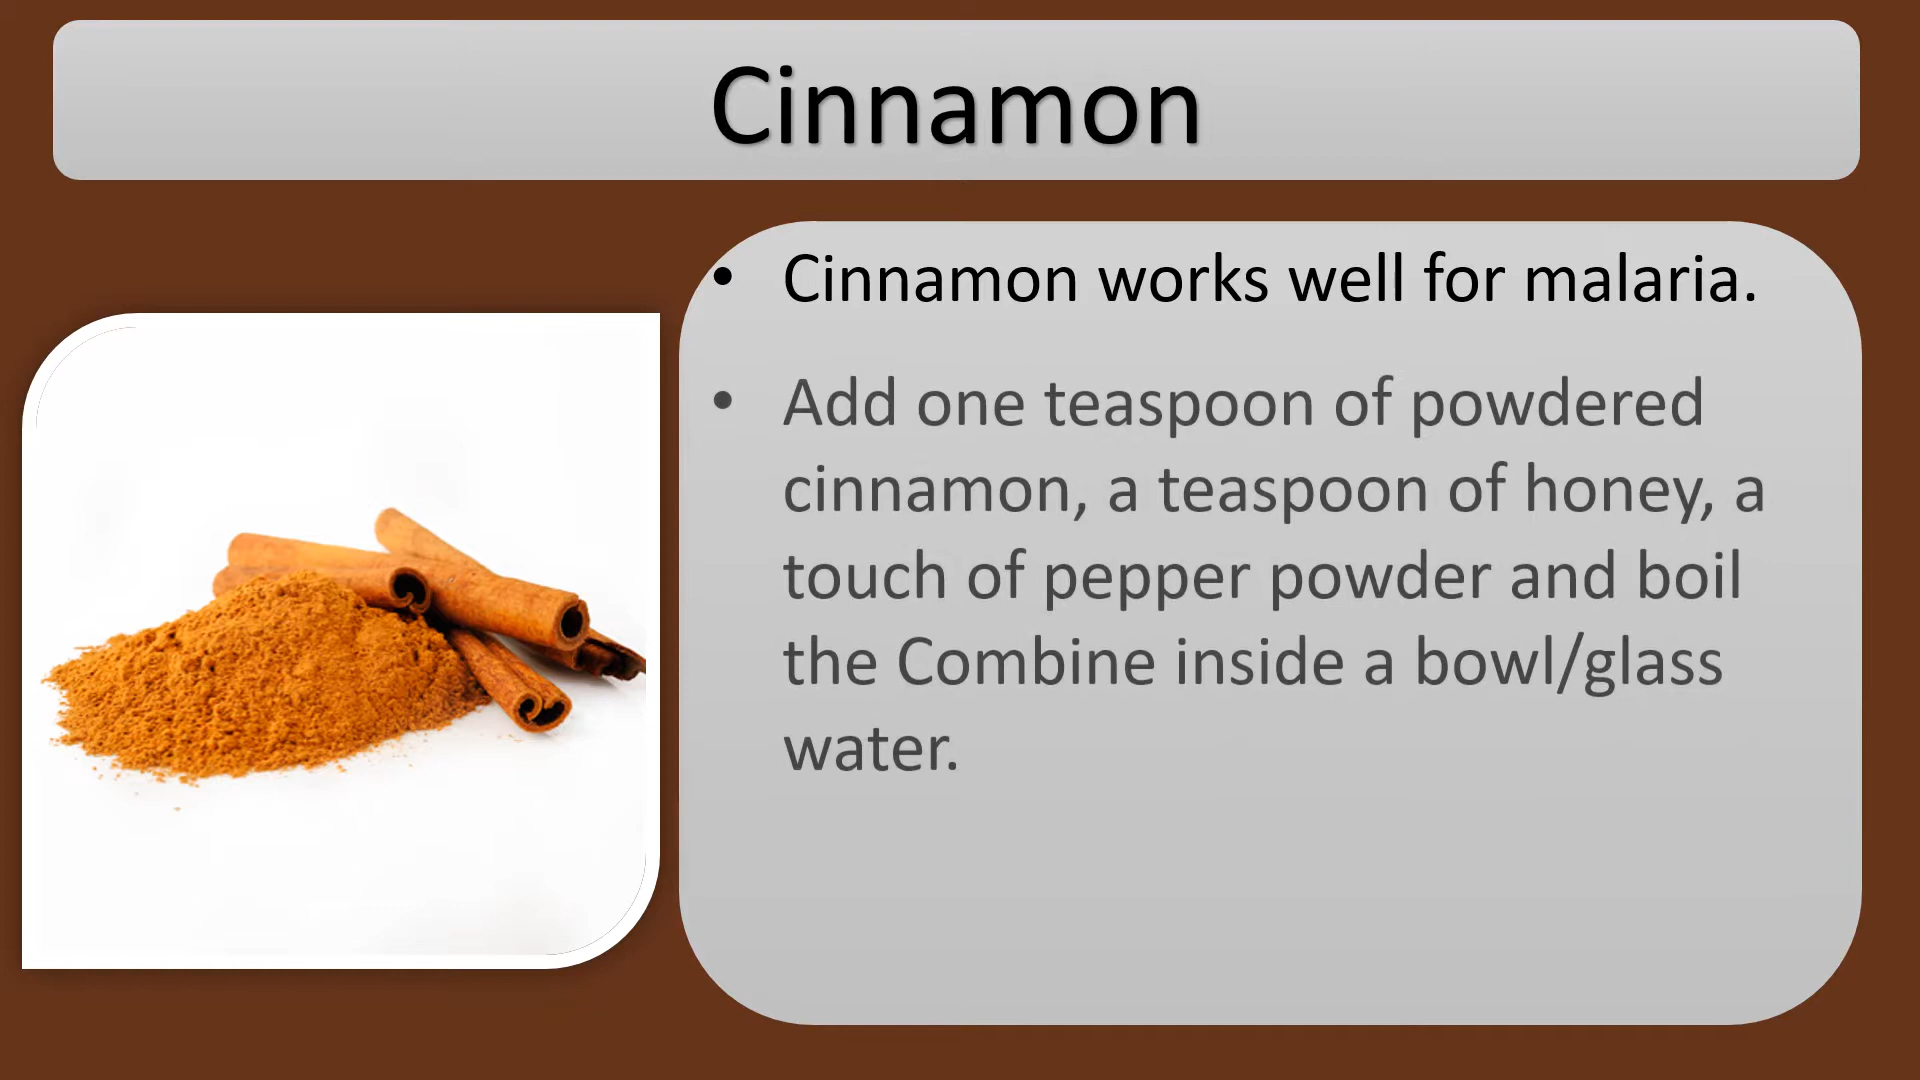 Cinnamon
• Cinnamon works well for malaria.
• Add one teaspoon of powdered
cinnamon, a teaspoon of honey, a
touch of pepper powder and boil
the Combine inside a bowl/glass
water.